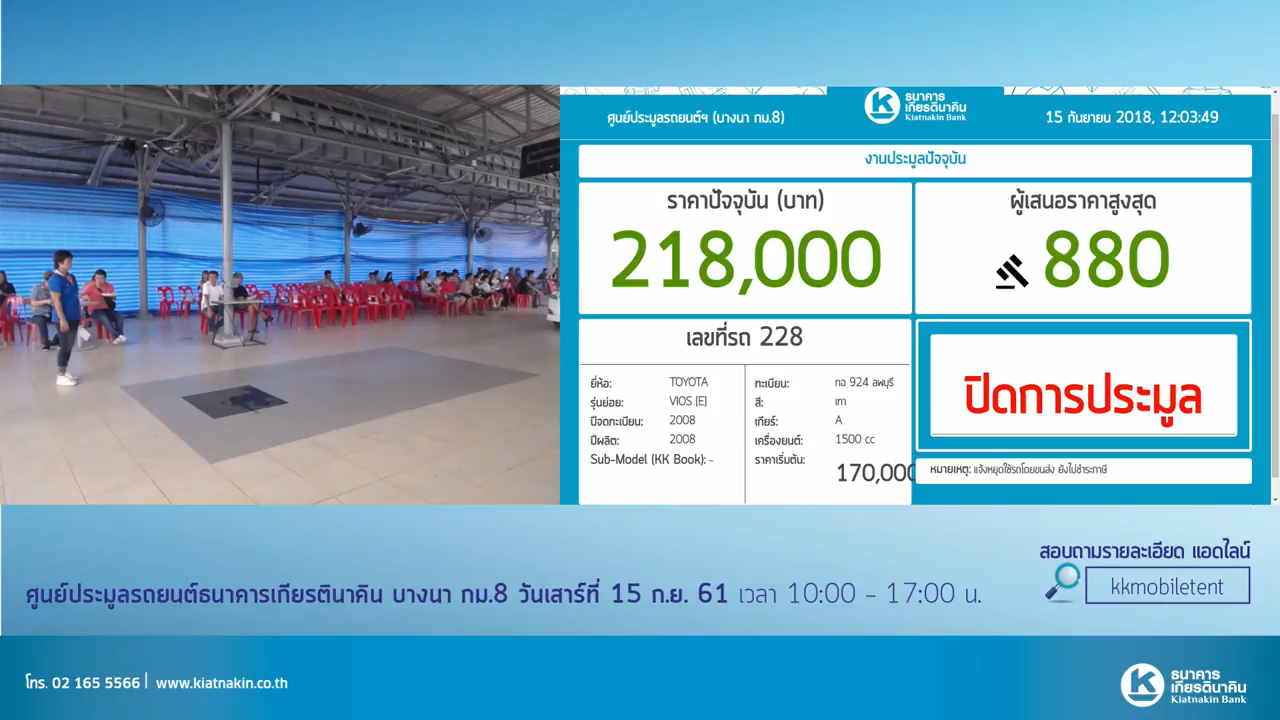 ศูนย์ประมูลรถยนต์ฯ (บางนา กม.8)
ธนาคาร
เกียรตินาคิน
Kiatnakin Bank
15 กันยายน 2018, 12:03:49
งานประมูลปัจจุบัน
ราคาปัจจุบัน (บาท)
218,000
ผู้เสนอราคาสูงสุด
880
เลขที่รถ 228
ยี่ห้อ: TOYOTA
รุ่นย่อย: VIOS [E]
ปีจดทะเบียน: 2008
ปีผลิต: 2008
Sub-Model (KK Book): -
ทะเบียน: กฉ 924 ลพบุรี
สี: เทา
เกียร์: A
เครื่องยนต์: 1500 cc
ราคาเริ่มต้น: 170,000
ปิดการประมูล
หมายเหตุ: แจ้งหยุดใช้รถโดยขนส่ง ยังไม่ชำระภาษี
สอบถามรายละเอียด แอดไลน์
kkmobiletent
ศูนย์ประมูลรถยนต์ธนาคารเกียรตินาคิน บางนา กม.8 วันเสาร์ที่ 15 ก.ย. 61 เวลา 10:00 - 17:00 น.
โทร. 02 165 5566 | www.kiatnakin.co.th
ธนาคาร
เกียรตินาคิน
Kiatnakin Bank